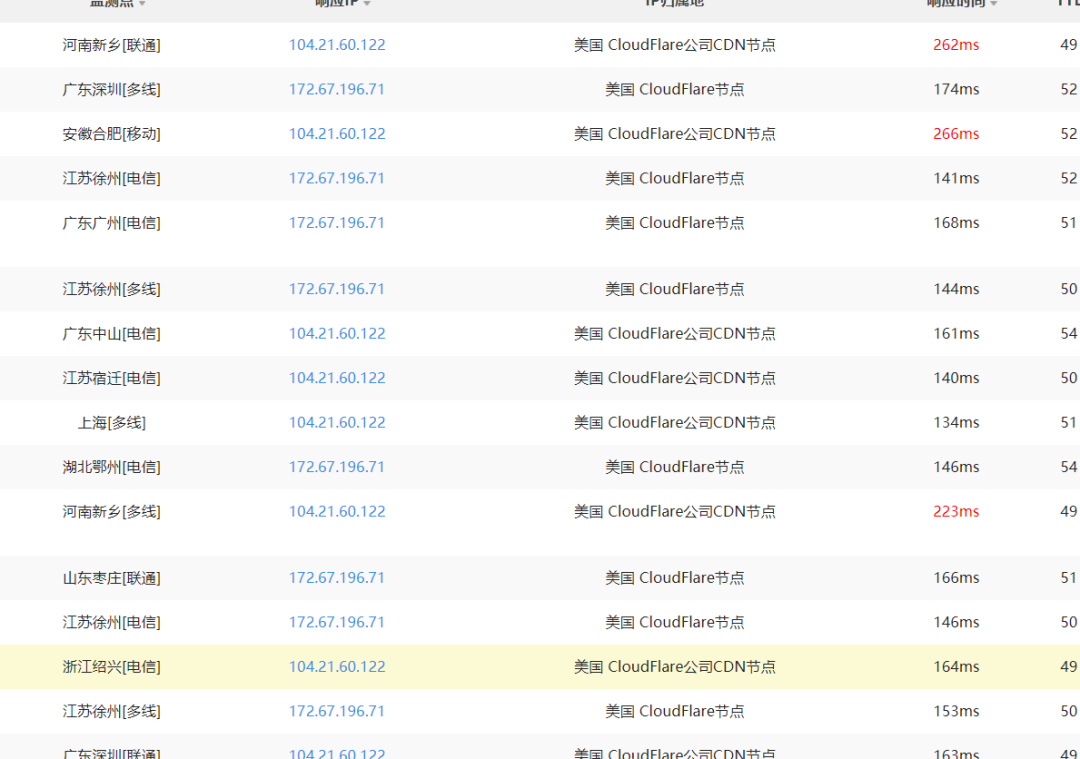 监测点 响应IP IP归属地 响应时间 TTL
河南新乡[联通] 104.21.60.122 美国 CloudFlare公司CDN节点 262ms 49
广东深圳[多线] 172.67.196.71 美国 CloudFlare节点 174ms 52
安徽合肥[移动] 104.21.60.122 美国 CloudFlare公司CDN节点 266ms 52
江苏徐州[电信] 172.67.196.71 美国 CloudFlare节点 141ms 52
广东广州[电信] 172.67.196.71 美国 CloudFlare节点 168ms 51
江苏徐州[多线] 172.67.196.71 美国 CloudFlare节点 144ms 50
广东中山[电信] 104.21.60.122 美国 CloudFlare公司CDN节点 161ms 54
江苏宿迁[电信] 104.21.60.122 美国 CloudFlare公司CDN节点 140ms 50
上海[多线] 104.21.60.122 美国 CloudFlare公司CDN节点 134ms 51
湖北鄂州[电信] 172.67.196.71 美国 CloudFlare节点 146ms 54
河南新乡[多线] 104.21.60.122 美国 CloudFlare公司CDN节点 223ms 49
山东枣庄[联通] 172.67.196.71 美国 CloudFlare节点 166ms 51
江苏徐州[电信] 172.67.196.71 美国 CloudFlare节点 146ms 50
浙江绍兴[电信] 104.21.60.122 美国 CloudFlare公司CDN节点 164ms 49
江苏徐州[多线] 172.67.196.71 美国 CloudFlare节点 153ms 50
广东深圳[联通] 104.21.60.122 美国 CloudFlare公司CDN节点 163ms 49